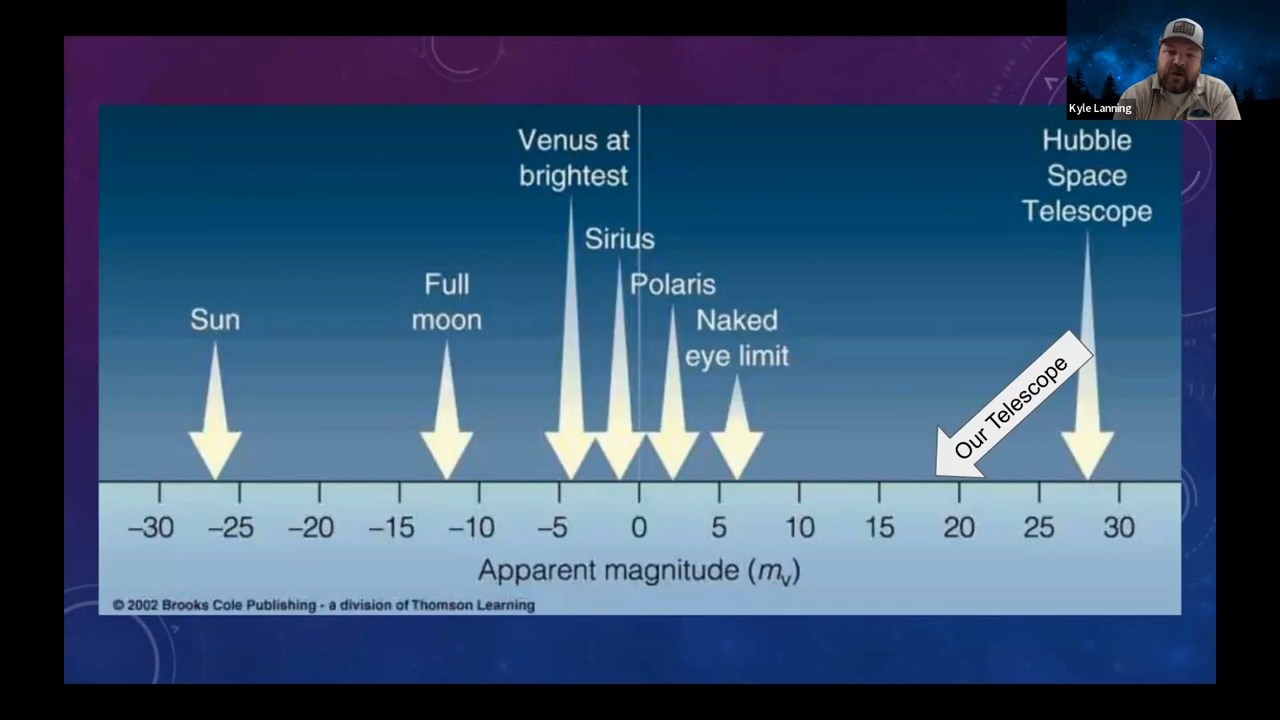 Kyle Lanning
Venus at
brightest
Hubble
Space
Telescope
Sirius
Full
moon
Polaris
Sun
Naked
eye limit
Our Telescope
−30 −25 −20 −15 −10 −5 0 5 10 15 20 25 30
Apparent magnitude (mv)
© 2002 Brooks Cole Publishing - a division of Thomson Learning